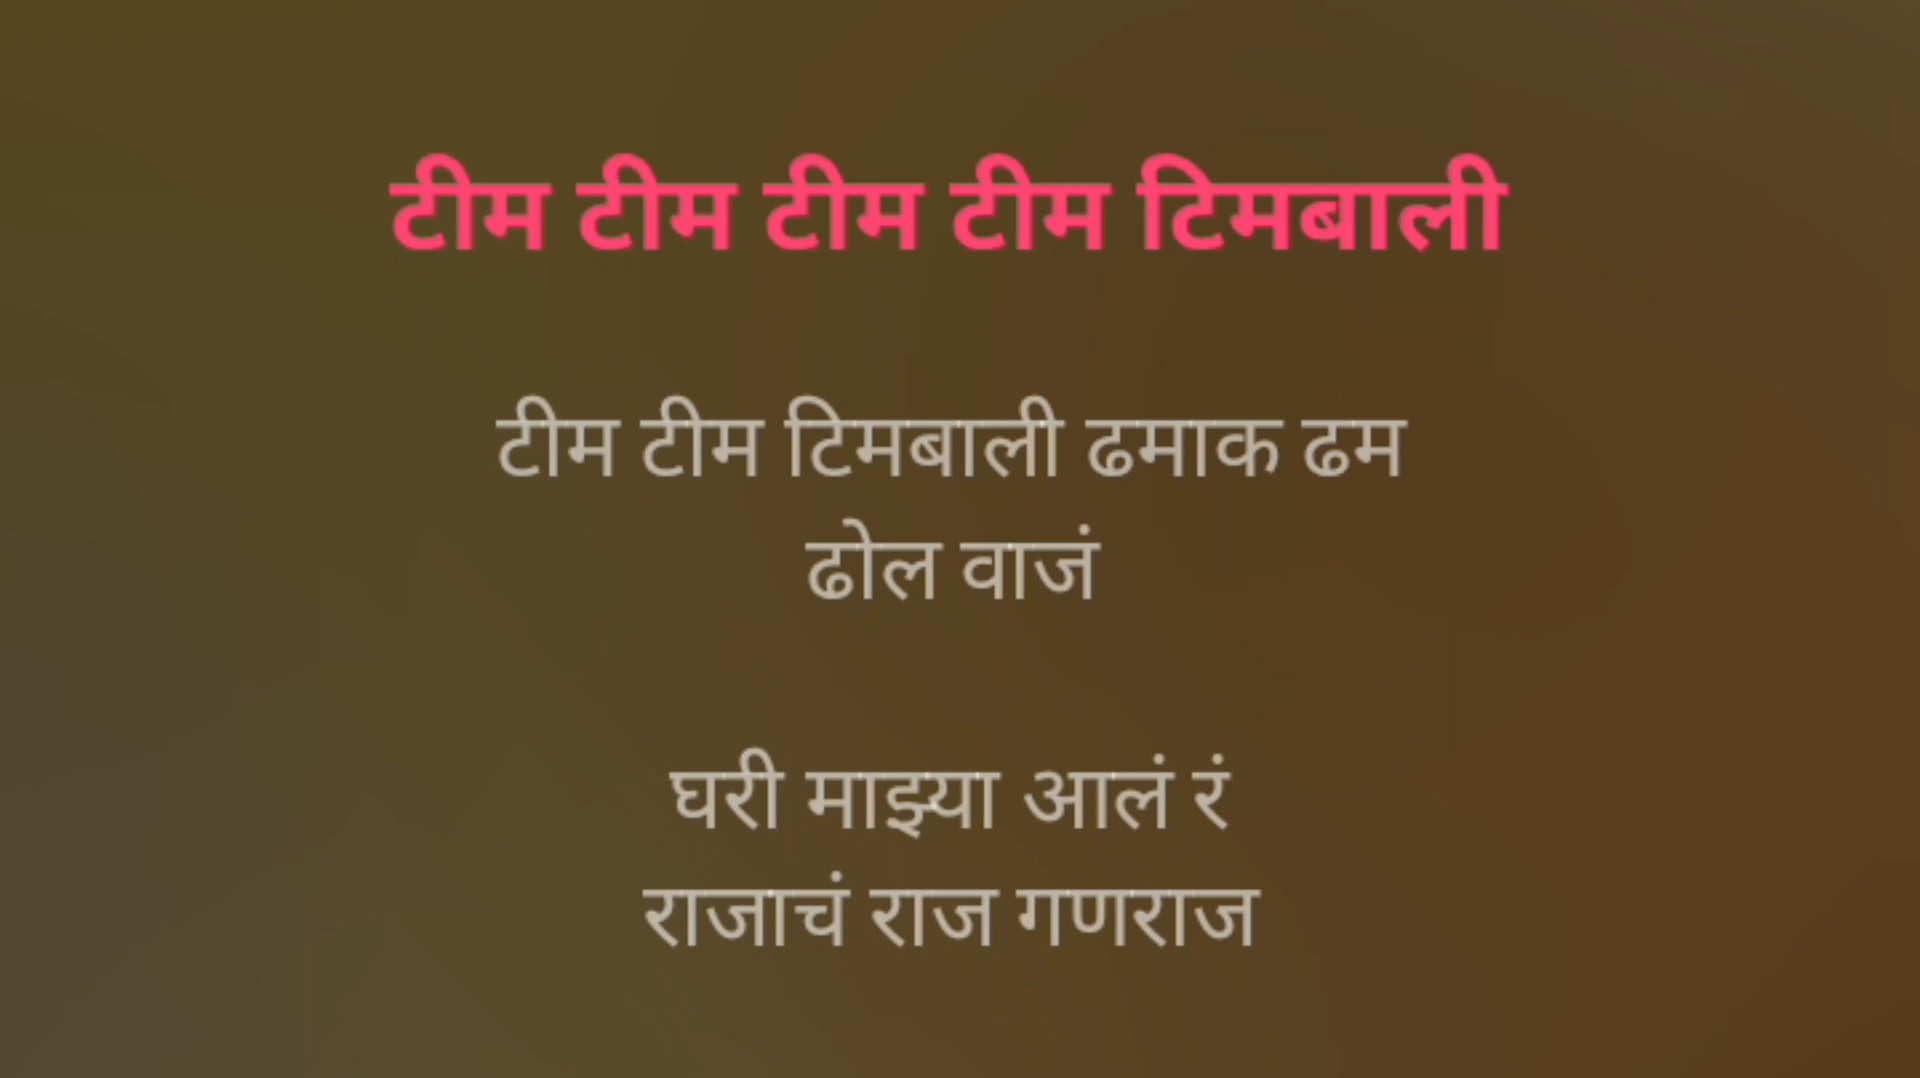 टीम टीम टीम टीम टिमबाली
टीम टीम टिमबाली ढमाक ढम
ढोल वाजं
घरी माझ्या आलं रं
राजाचं राज गणराज